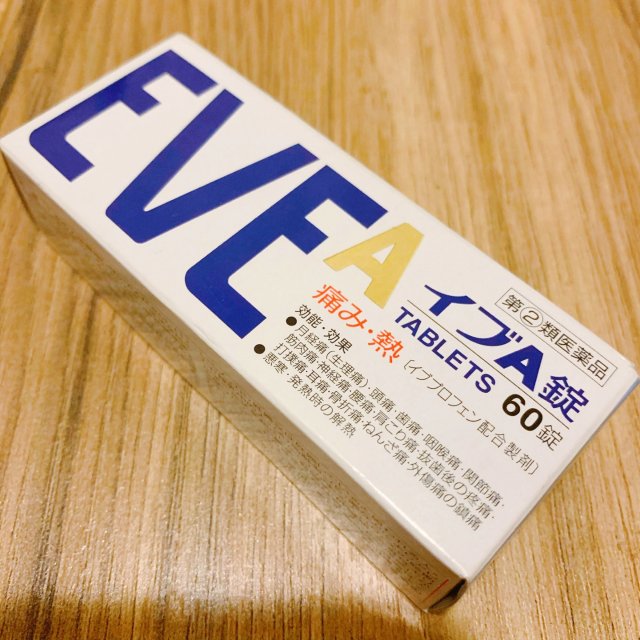 EVE A
第②類医薬品
イブA錠
TABLETS 60錠
痛み・熱
(イブプロフェン配合製剤)
効能・効果
●月経痛(生理痛)・頭痛・歯痛・咽喉痛・関節痛・
筋肉痛・神経痛・腰痛・肩こり痛・抜歯後の疼痛・
打撲痛・耳痛・骨折痛・ねんざ痛・外傷痛の鎮痛
●悪寒・発熱時の解熱